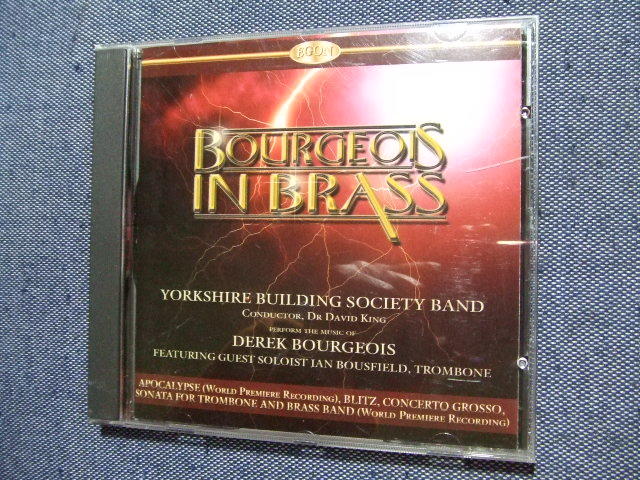 EGON
BOURGEOIS
IN BRASS
YORKSHIRE BUILDING SOCIETY BAND
CONDUCTOR, DR DAVID KING
PERFORM THE MUSIC OF
DEREK BOURGEOIS
FEATURING GUEST SOLOIST IAN BOUSFIELD, TROMBONE
APOCALYPSE (WORLD PREMIERE RECORDING), BLITZ, CONCERTO GROSSO,
SONATA FOR TROMBONE AND BRASS BAND (WORLD PREMIERE RECORDING)